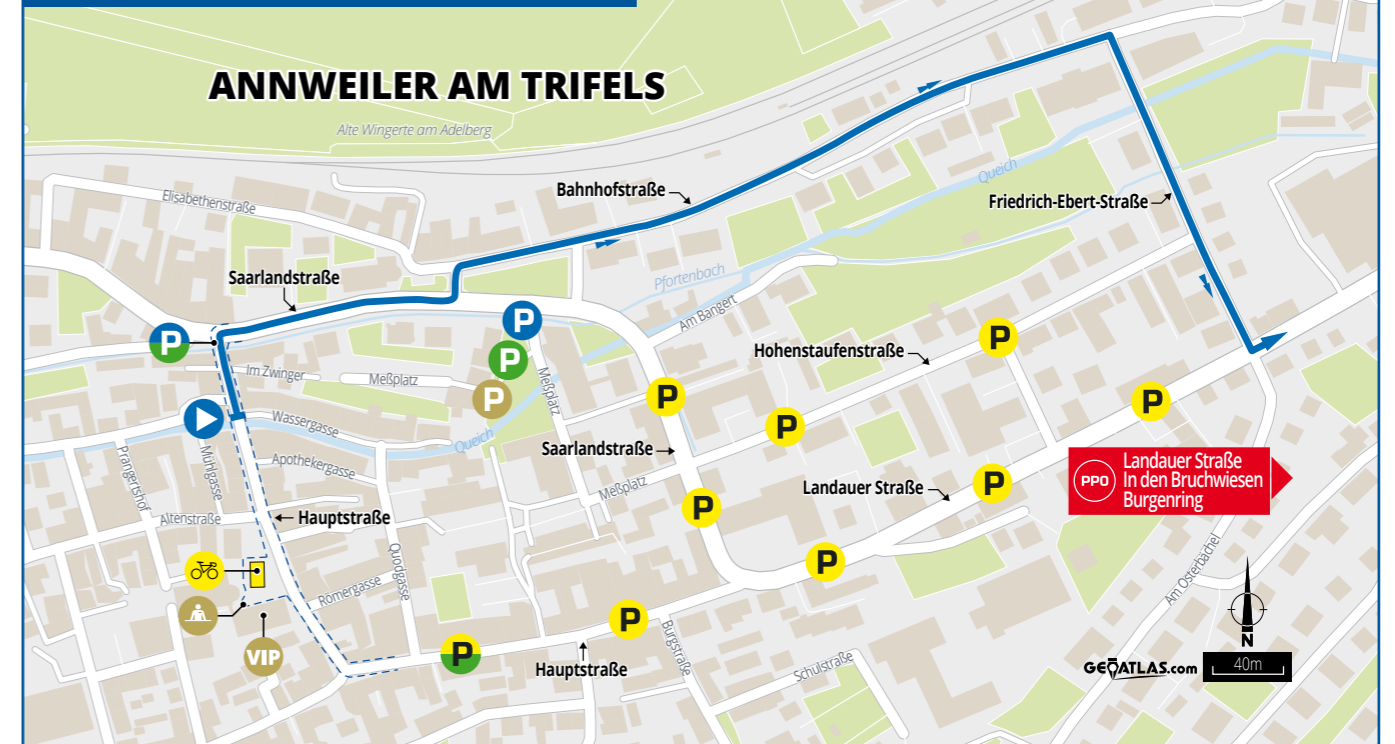 ANNWEILER AM TRIFELS
Alte Wingerte am Adelberg
Elisabethenstraße
Bahnhofstraße
Queich
Friedrich-Ebert-Straße
Saarlandstraße
Pfortenbach
Am Bangert
P
P
P
P
P
Im Zwinger
Meßplatz
Meßplatz
Hohenstaufenstraße
P
P
P
P
Wassergasse
Queich
Saarlandstraße
Prangertshof
Mühlgasse
Apothekergasse
Meßplatz
Landauer Straße
P
P
PPO
Landauer Straße
In den Bruchwiesen
Burgenring
Altenstraße
Hauptstraße
Quodgasse
P
Römergasse
Am Osterbächel
P
Burgstraße
VIP
P
Hauptstraße
Schulstraße
N
GEOATLAS.com
40m